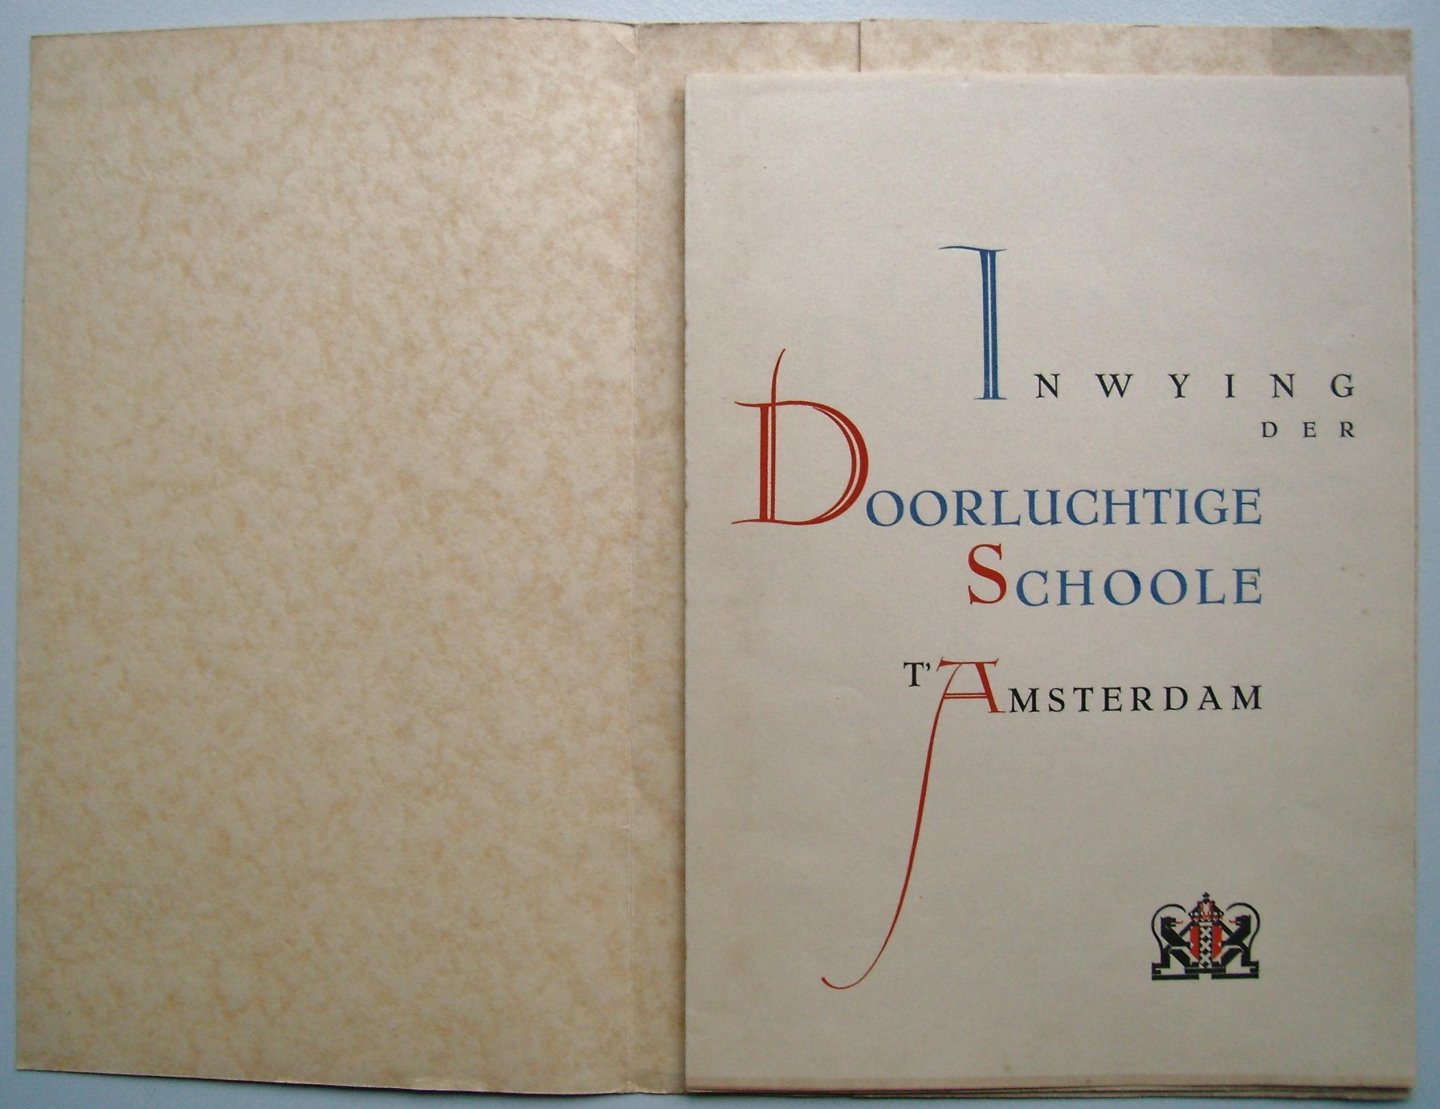 INWYING
DER
DOORLUCHTIGE
SCHOOLE
T' AMSTERDAM